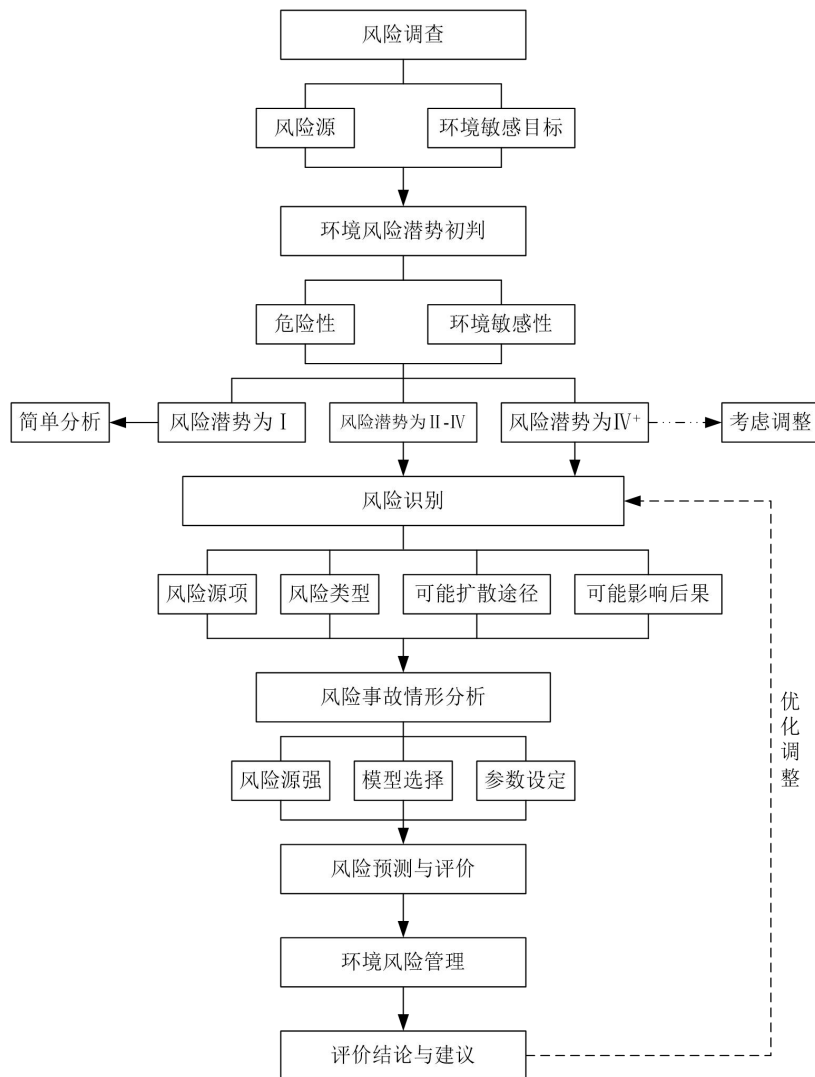 风险调查
风险源
环境敏感目标
环境风险潜势初判
危险性
环境敏感性
简单分析
风险潜势为Ⅰ
风险潜势为Ⅱ-Ⅳ
风险潜势为Ⅳ⁺
考虑调整
风险识别
风险源项
风险类型
可能扩散途径
可能影响后果
风险事故情形分析
优化调整
风险源强
模型选择
参数设定
风险预测与评价
环境风险管理
评价结论与建议